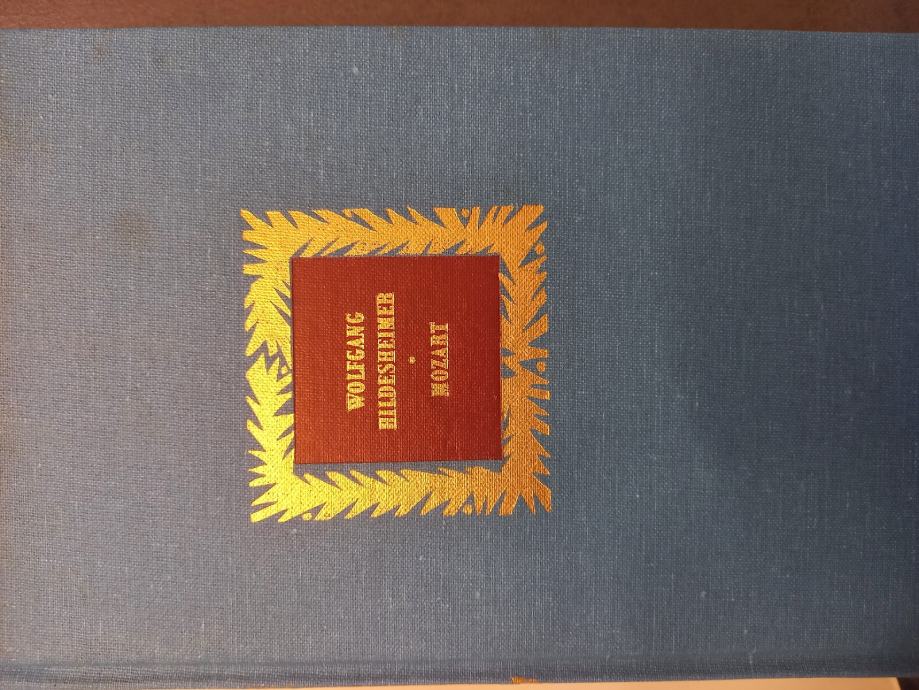 WOLFGANG
HILDESHEIMER
•
MOZART